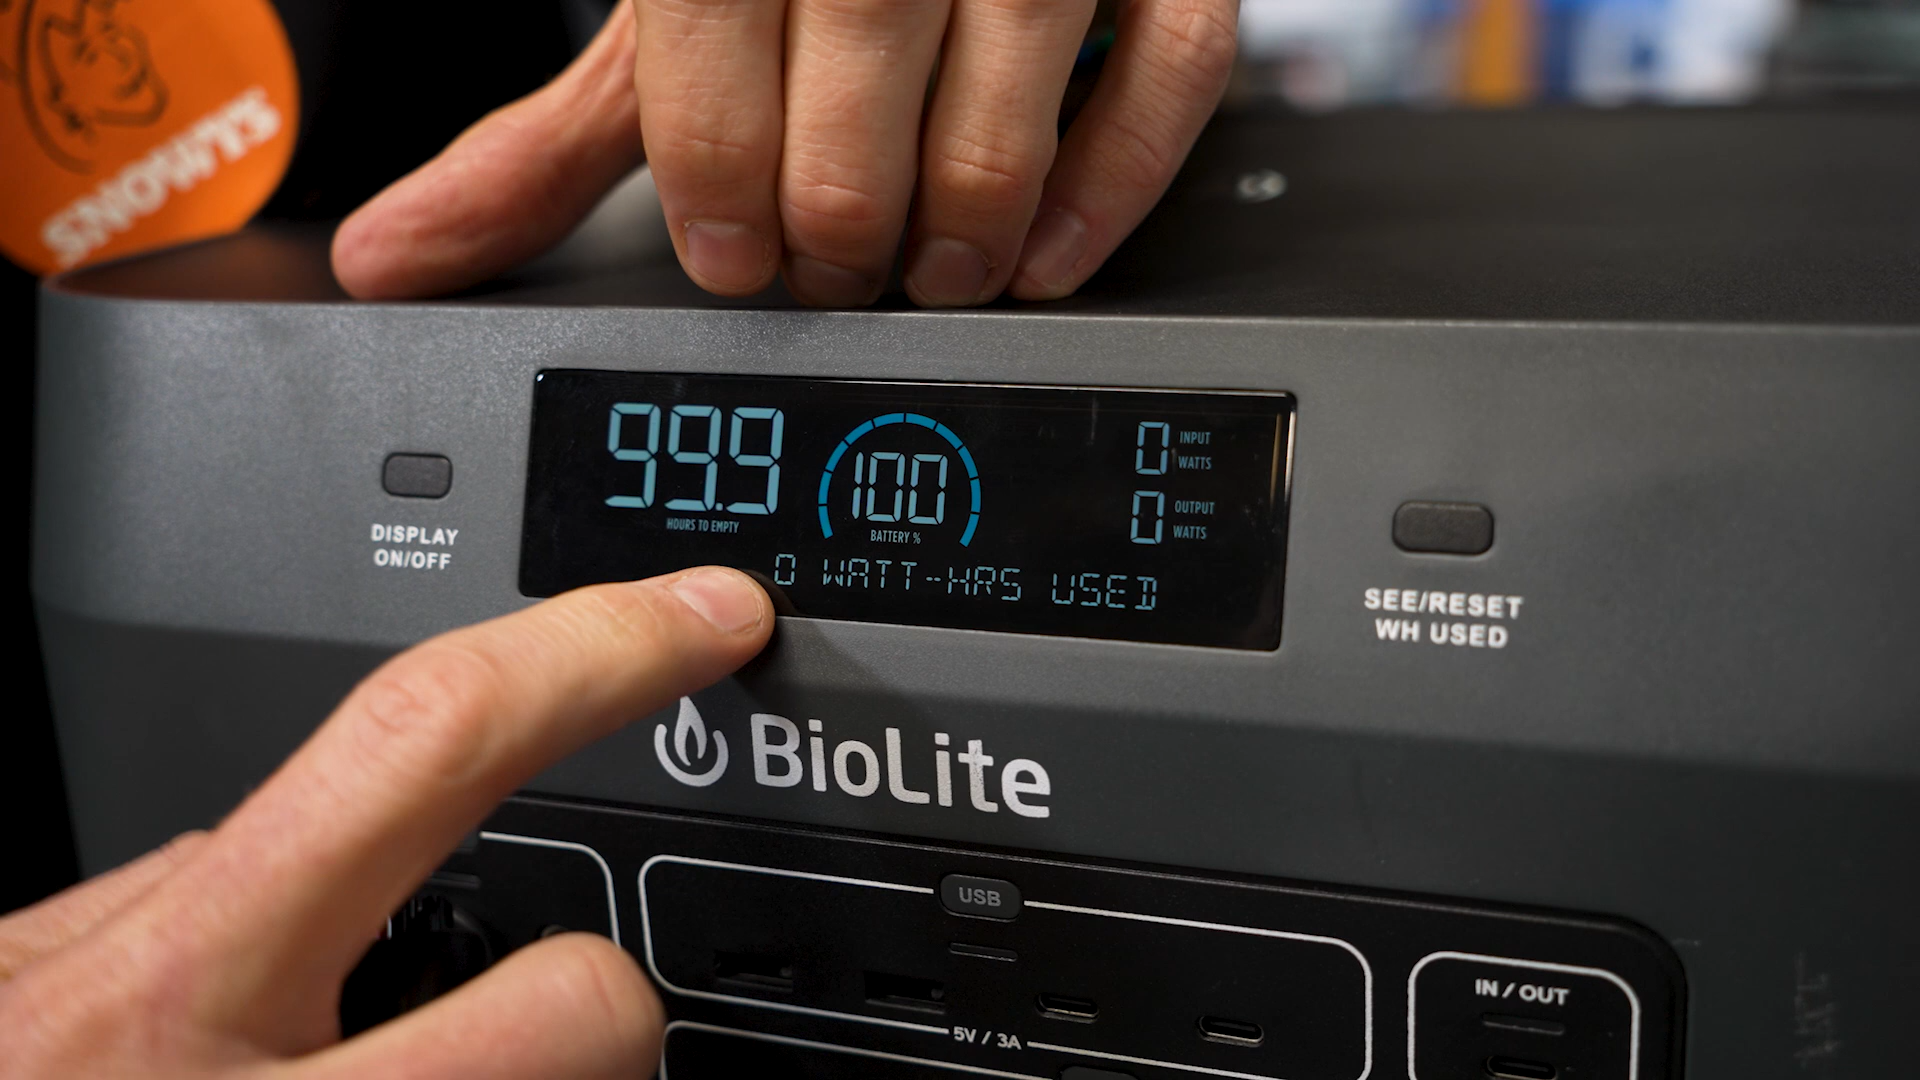 SNOWYS
99.9
HOURS TO EMPTY
100
BATTERY %
0 INPUT
WATTS
0 OUTPUT
WATTS
0 WATT-HRS USED
DISPLAY
ON/OFF
SEE/RESET
WH USED
BioLite
USB
5V / 3A
IN / OUT